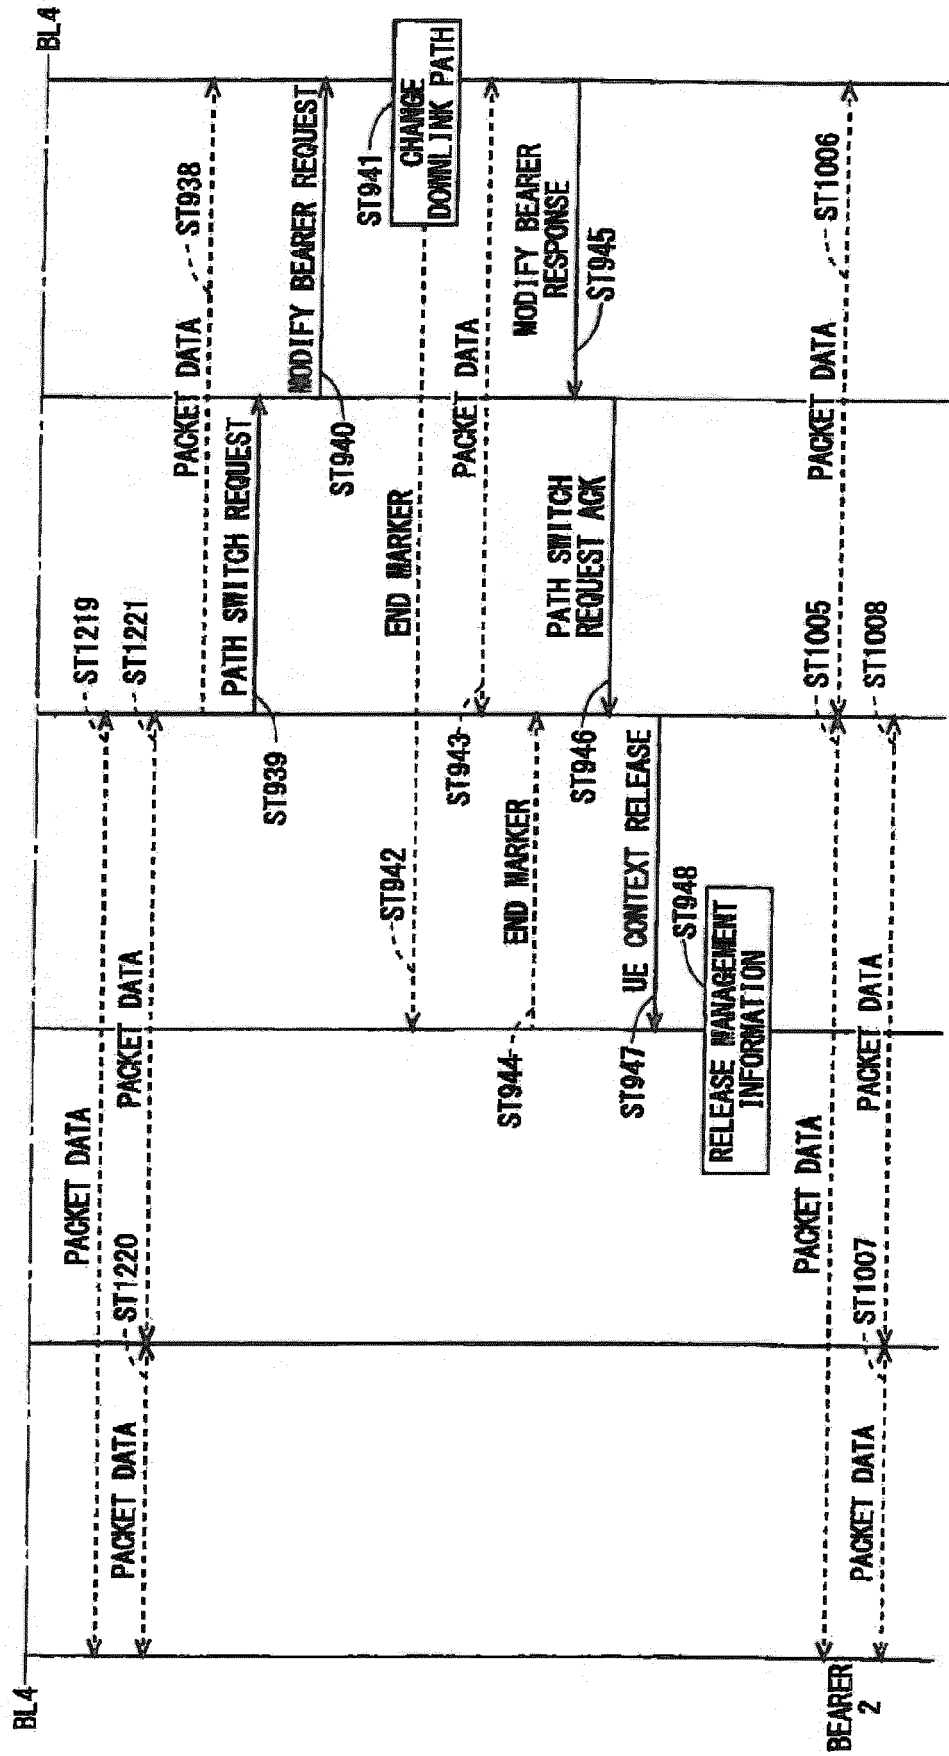 BL4
BL4
PACKET DATA
ST1219
PACKET DATA
ST1220
PACKET DATA
ST1221
PACKET DATA
ST938
PATH SWITCH REQUEST
ST939
MODIFY BEARER REQUEST
ST940
ST941
CHANGE
DOWNLINK PATH
END MARKER
ST942
PACKET DATA
ST943
END MARKER
ST944
MODIFY BEARER
RESPONSE
ST945
PATH SWITCH
REQUEST ACK
ST946
UE CONTEXT RELEASE
ST947
ST948
RELEASE MANAGEMENT
INFORMATION
BEARER
2
PACKET DATA
ST1005
PACKET DATA
ST1006
PACKET DATA
ST1007
PACKET DATA
ST1008